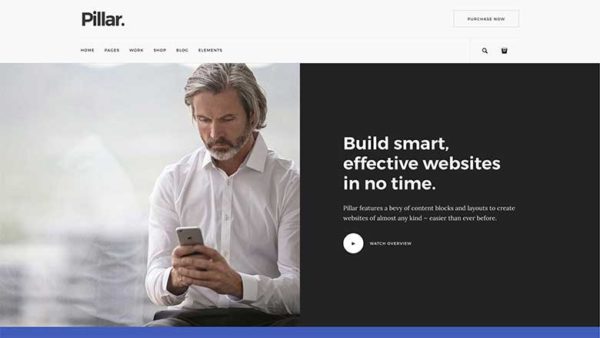 Pillar.
PURCHASE NOW
HOME PAGES WORK SHOP BLOG ELEMENTS
Build smart,
effective websites
in no time.
Pillar features a bevy of content blocks and layouts to create
websites of almost any kind – easier than ever before.
WATCH OVERVIEW